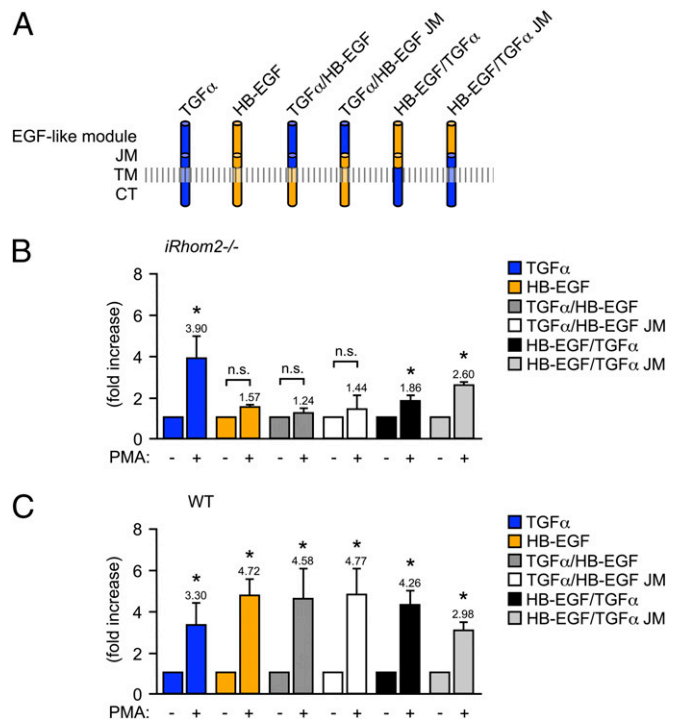 A
TGFα
HB-EGF
TGFα/HB-EGF
TGFα/HB-EGF JM
HB-EGF/TGFα
HB-EGF/TGFα JM
EGF-like module
JM
TM
CT
B
iRhom2-/-
(fold increase)
8
6
4
2
0
*
3.90
n.s.
1.57
n.s.
1.24
n.s.
1.44
*
1.86
*
2.60
PMA: - + - + - + - + - + - +
TGFα
HB-EGF
TGFα/HB-EGF
TGFα/HB-EGF JM
HB-EGF/TGFα
HB-EGF/TGFα JM
C
WT
(fold increase)
8
6
4
2
0
*
3.30
*
4.72
*
4.58
*
4.77
*
4.26
*
2.98
PMA: - + - + - + - + - + - +
TGFα
HB-EGF
TGFα/HB-EGF
TGFα/HB-EGF JM
HB-EGF/TGFα
HB-EGF/TGFα JM